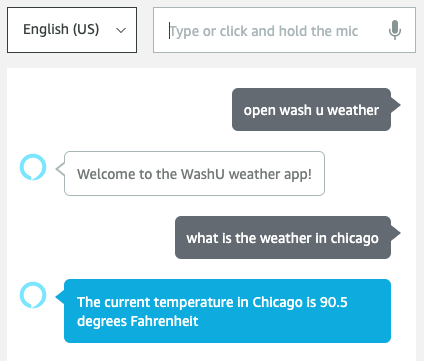 English (US)
Type or click and hold the mic
open wash u weather
Welcome to the WashU weather app!
what is the weather in chicago
The current temperature in Chicago is 90.5
degrees Fahrenheit